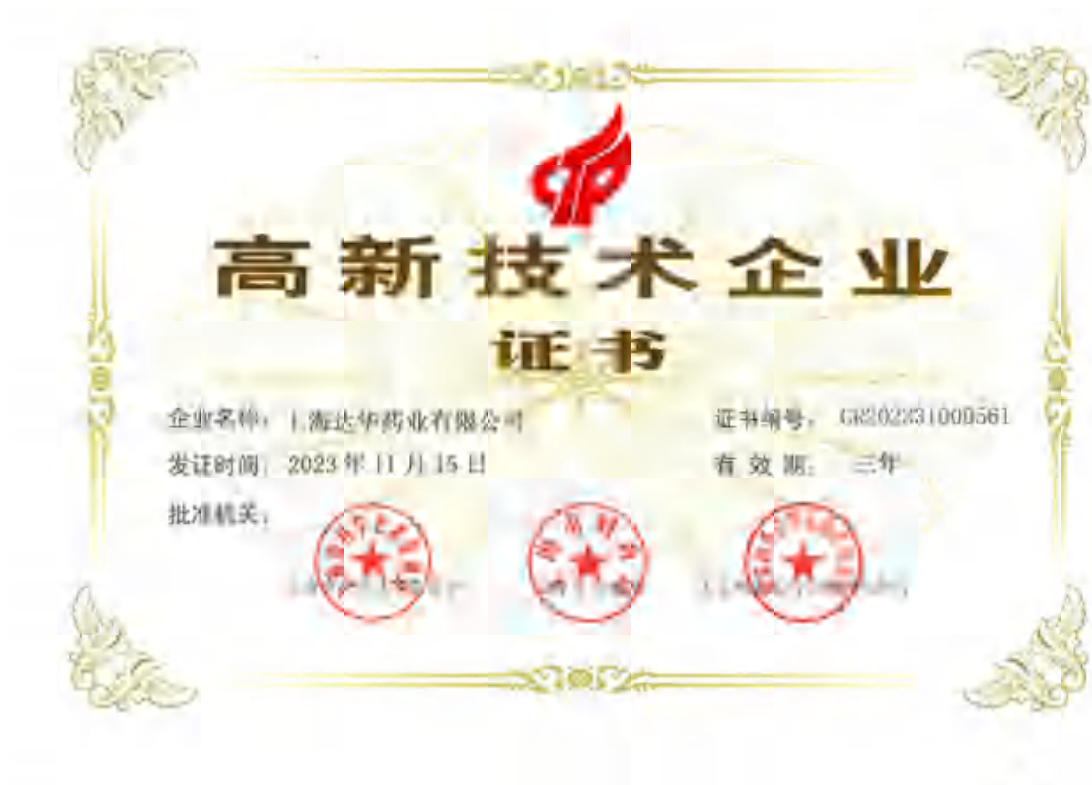 高新技术企业
证书
企业名称：上海达华药业有限公司
证书编号：GR202331000561
发证时间：2023年11月15日
有效期：三年
批准机关：